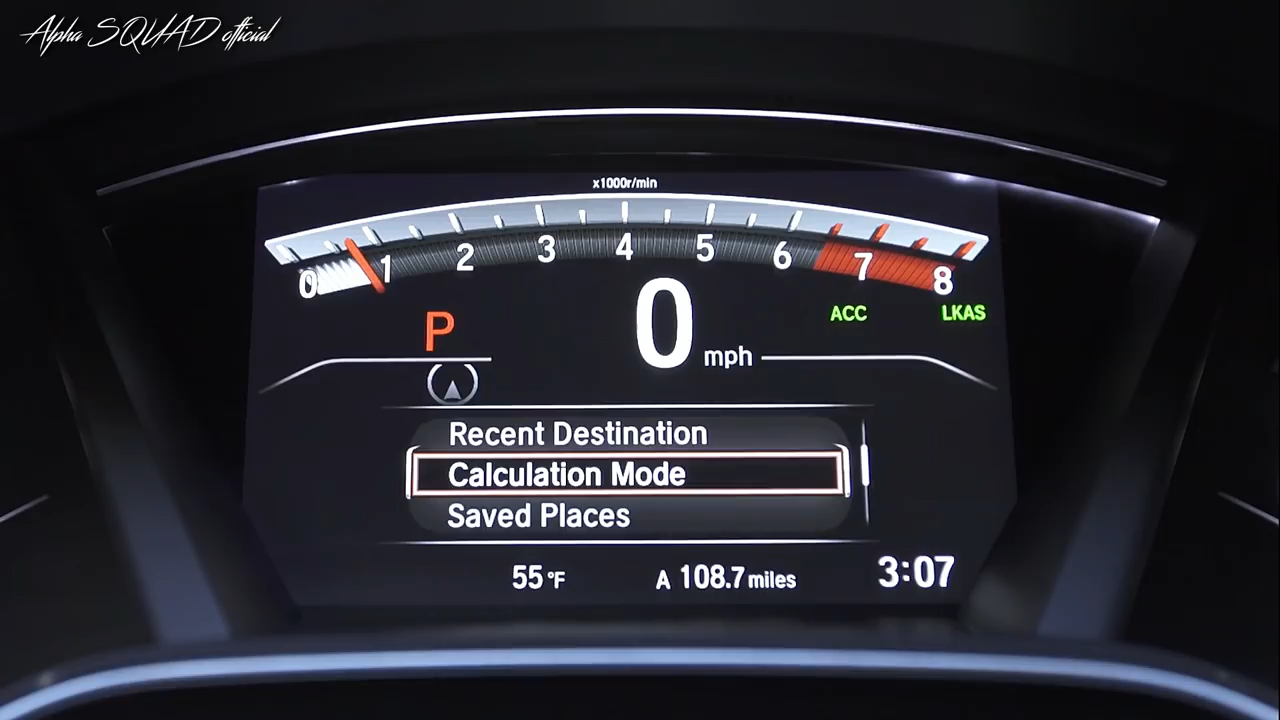 Alpha SQUAD official
x1000r/min
0 1 2 3 4 5 6 7 8
P 0 mph ACC LKAS
Recent Destination
Calculation Mode
Saved Places
55 °F A 108.7 miles 3:07